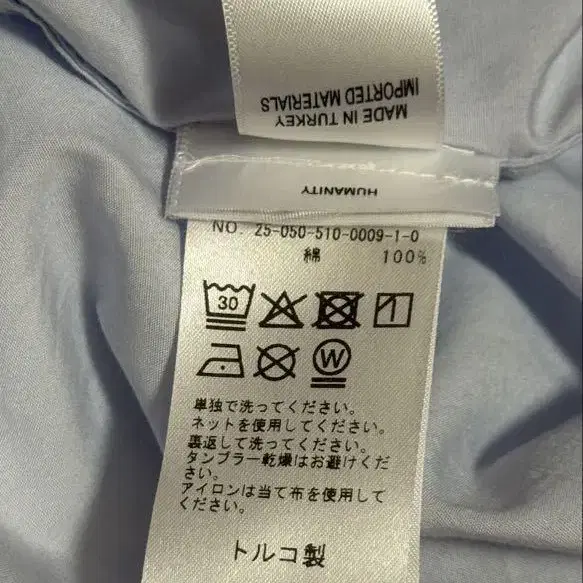 MADE IN TURKEY
IMPORTED MATERIALS
HUMANITY
NO. 25-050-510-0009-1-0
綿 100%
30
W
単独で洗ってください。
ネットを使用してください。
裏返して洗ってください。
タンブラー乾燥はお避けくだ
さい。
アイロンは当て布を使用して
ください。
トルコ製